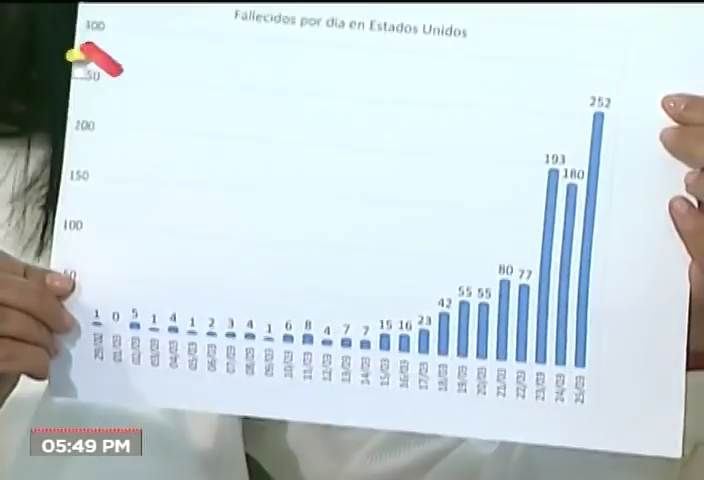 Fallecidos por día en Estados Unidos
300
200
150
100
50
1 0 5 1 4 1 2 3 4 1 6 8 4 7 7 15 16 23 42 55 55 80 77 193 180 252
29/02 01/03 02/03 03/03 04/03 05/03 06/03 07/03 08/03 09/03 10/03 11/03 12/03 13/03 14/03 15/03 16/03 17/03 18/03 19/03 20/03 21/03 22/03 23/03 24/03 25/03
05:49 PM